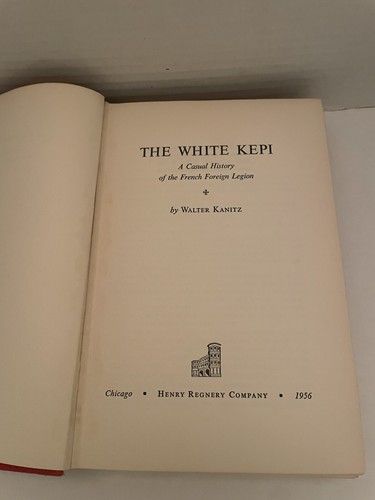 THE WHITE KEPI
A Casual History
of the French Foreign Legion
by WALTER KANITZ
Chicago ▪ HENRY REGNERY COMPANY ▪ 1956